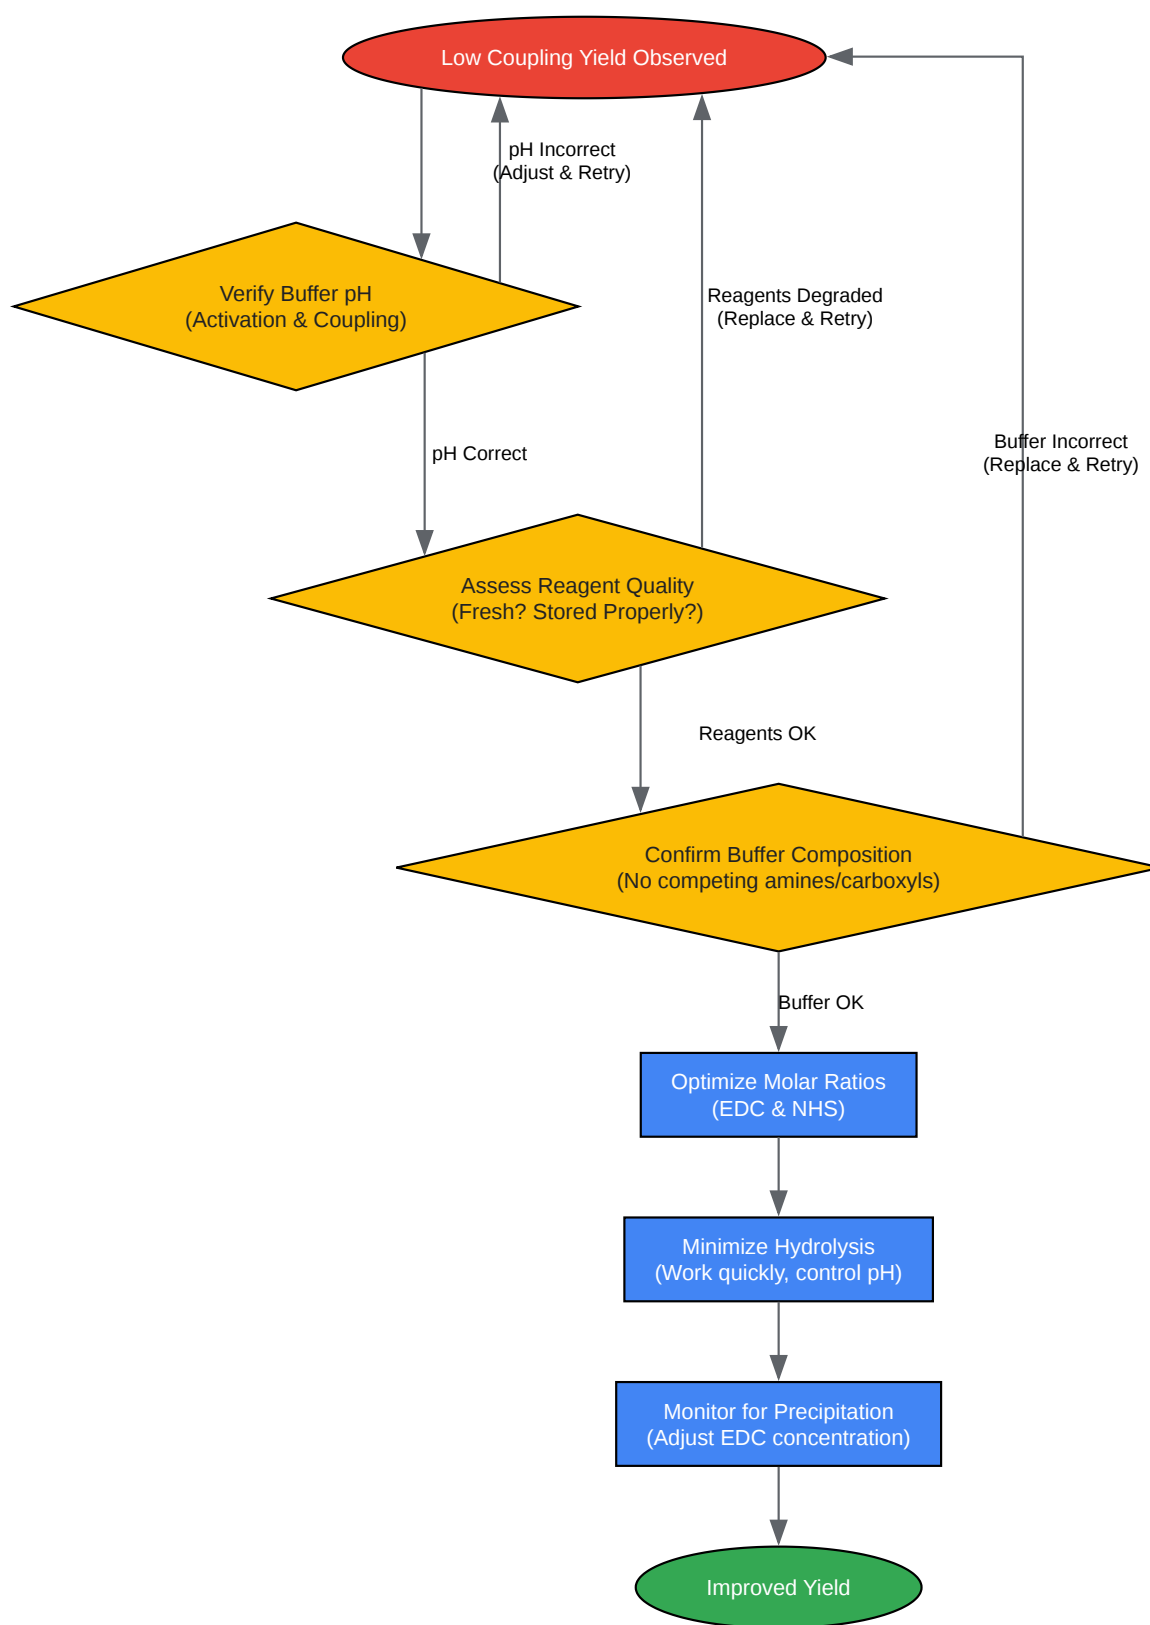 Low Coupling Yield Observed
pH Incorrect
(Adjust & Retry)
Verify Buffer pH
(Activation & Coupling)
Reagents Degraded
(Replace & Retry)
pH Correct
Buffer Incorrect
(Replace & Retry)
Assess Reagent Quality
(Fresh? Stored Properly?)
Reagents OK
Confirm Buffer Composition
(No competing amines/carboxyls)
Buffer OK
Optimize Molar Ratios
(EDC & NHS)
Minimize Hydrolysis
(Work quickly, control pH)
Monitor for Precipitation
(Adjust EDC concentration)
Improved Yield